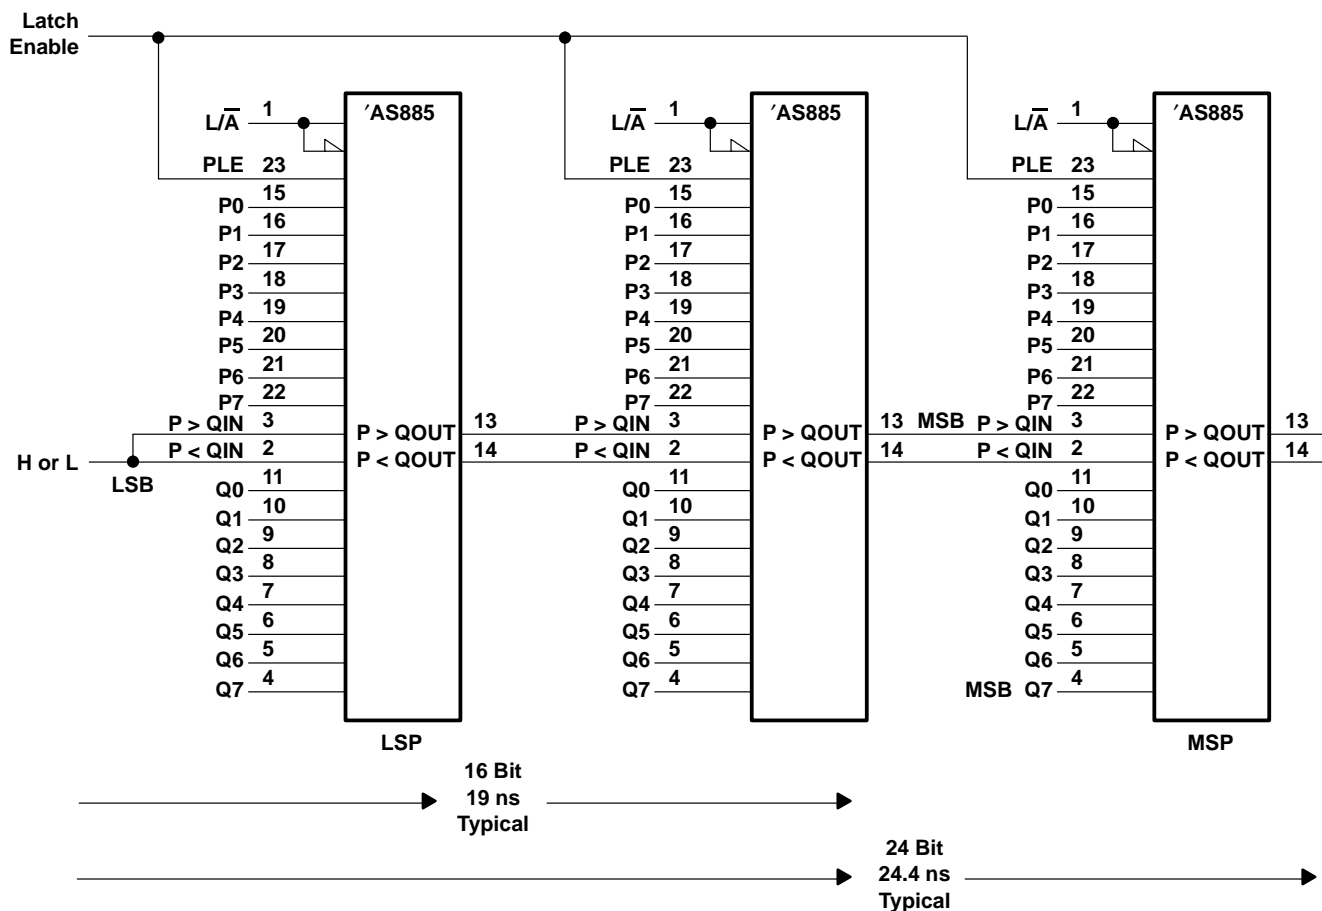 Latch
Enable
L/A̅ 1
′AS885
PLE 23
P0 15
P1 16
P2 17
P3 18
P4 19
P5 20
P6 21
P7 22
P > QIN 3
P < QIN 2
H or L
LSB
P > QOUT 13
P < QOUT 14
Q0 11
Q1 10
Q2 9
Q3 8
Q4 7
Q5 6
Q6 5
Q7 4
LSP
L/A̅ 1
′AS885
PLE 23
P0 15
P1 16
P2 17
P3 18
P4 19
P5 20
P6 21
P7 22
P > QIN 3
P < QIN 2
P > QOUT 13
P < QOUT 14
Q0 11
Q1 10
Q2 9
Q3 8
Q4 7
Q5 6
Q6 5
Q7 4
L/A̅ 1
′AS885
PLE 23
P0 15
P1 16
P2 17
P3 18
P4 19
P5 20
P6 21
P7 22
MSB P > QIN 3
P < QIN 2
P > QOUT 13
P < QOUT 14
Q0 11
Q1 10
Q2 9
Q3 8
Q4 7
Q5 6
Q6 5
MSB Q7 4
MSP
16 Bit
19 ns
Typical
24 Bit
24.4 ns
Typical